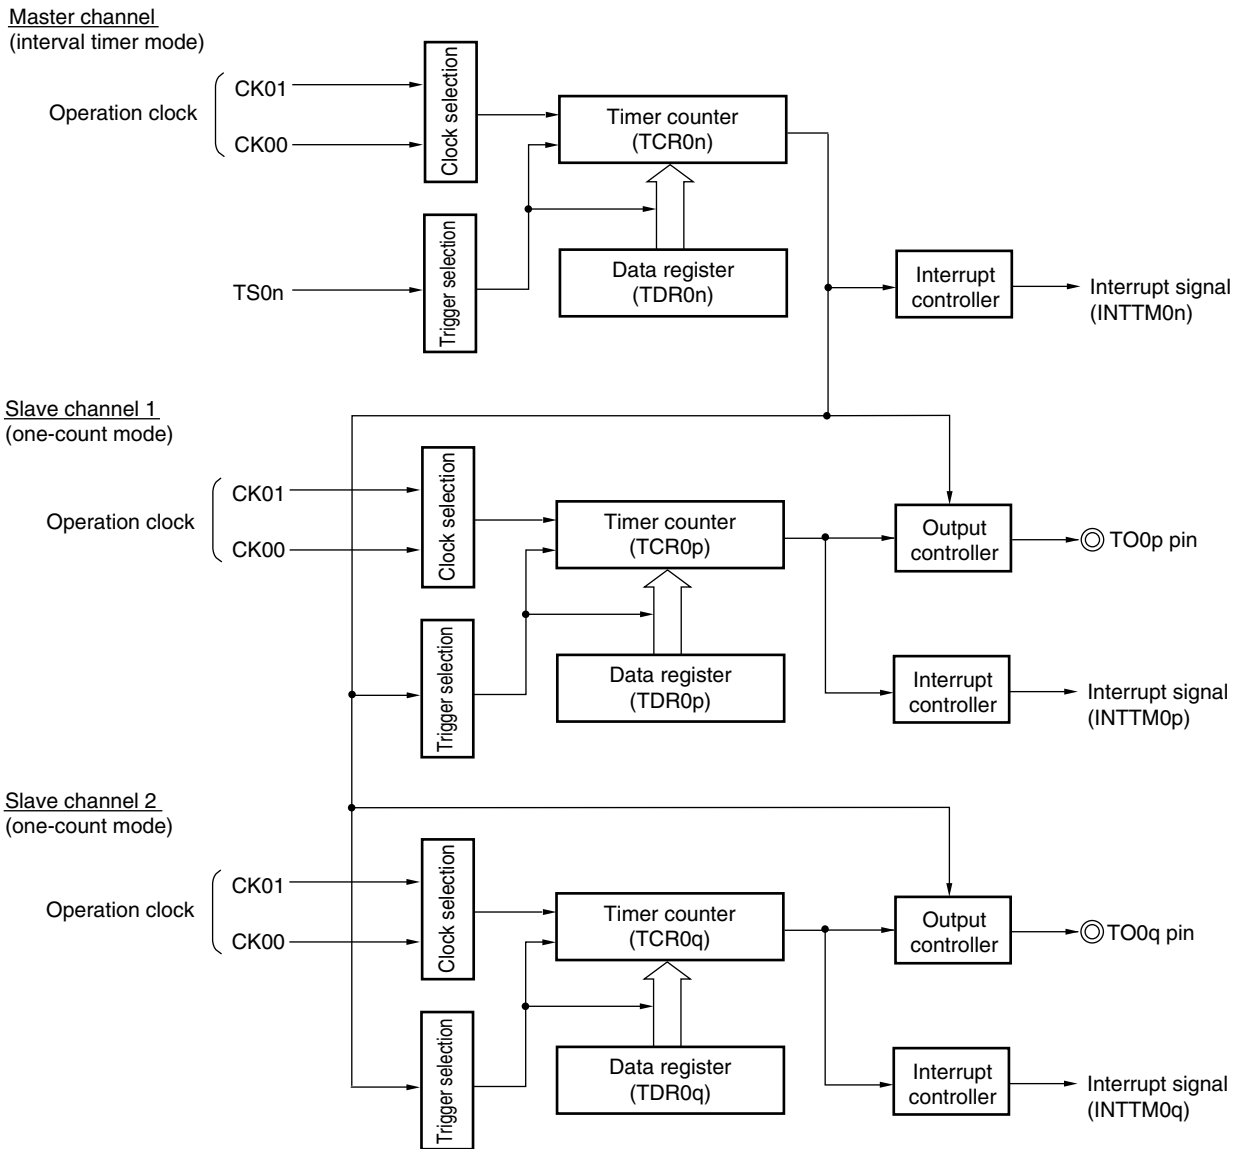 Master channel
(interval timer mode)
Operation clock
CK01
CK00
Clock selection
Timer counter
(TCR0n)
TS0n
Trigger selection
Data register
(TDR0n)
Interrupt
controller
Interrupt signal
(INTTM0n)
Slave channel 1
(one-count mode)
Operation clock
CK01
CK00
Clock selection
Timer counter
(TCR0p)
Output
controller
TO0p pin
Trigger selection
Data register
(TDR0p)
Interrupt
controller
Interrupt signal
(INTTM0p)
Slave channel 2
(one-count mode)
Operation clock
CK01
CK00
Clock selection
Timer counter
(TCR0q)
Output
controller
TO0q pin
Trigger selection
Data register
(TDR0q)
Interrupt
controller
Interrupt signal
(INTTM0q)